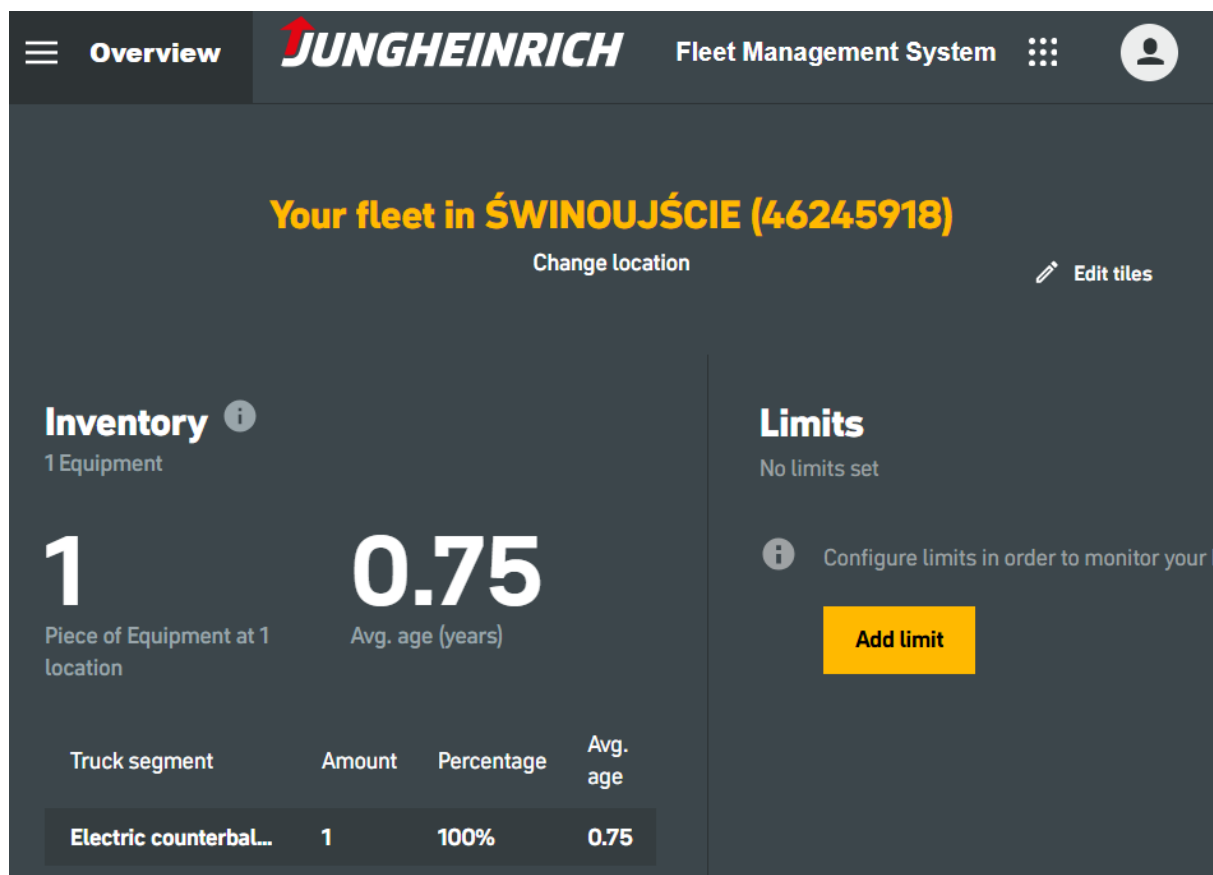 Overview
JUNGHEINRICH
Fleet Management System
Your fleet in ŚWINOUJŚCIE (46245918)
Change location
Edit tiles
Inventory
1 Equipment
1
Piece of Equipment at 1
location
0.75
Avg. age (years)
Truck segment Amount Percentage Avg.
age
Electric counterbal... 1 100% 0.75
Limits
No limits set
Configure limits in order to monitor your
Add limit